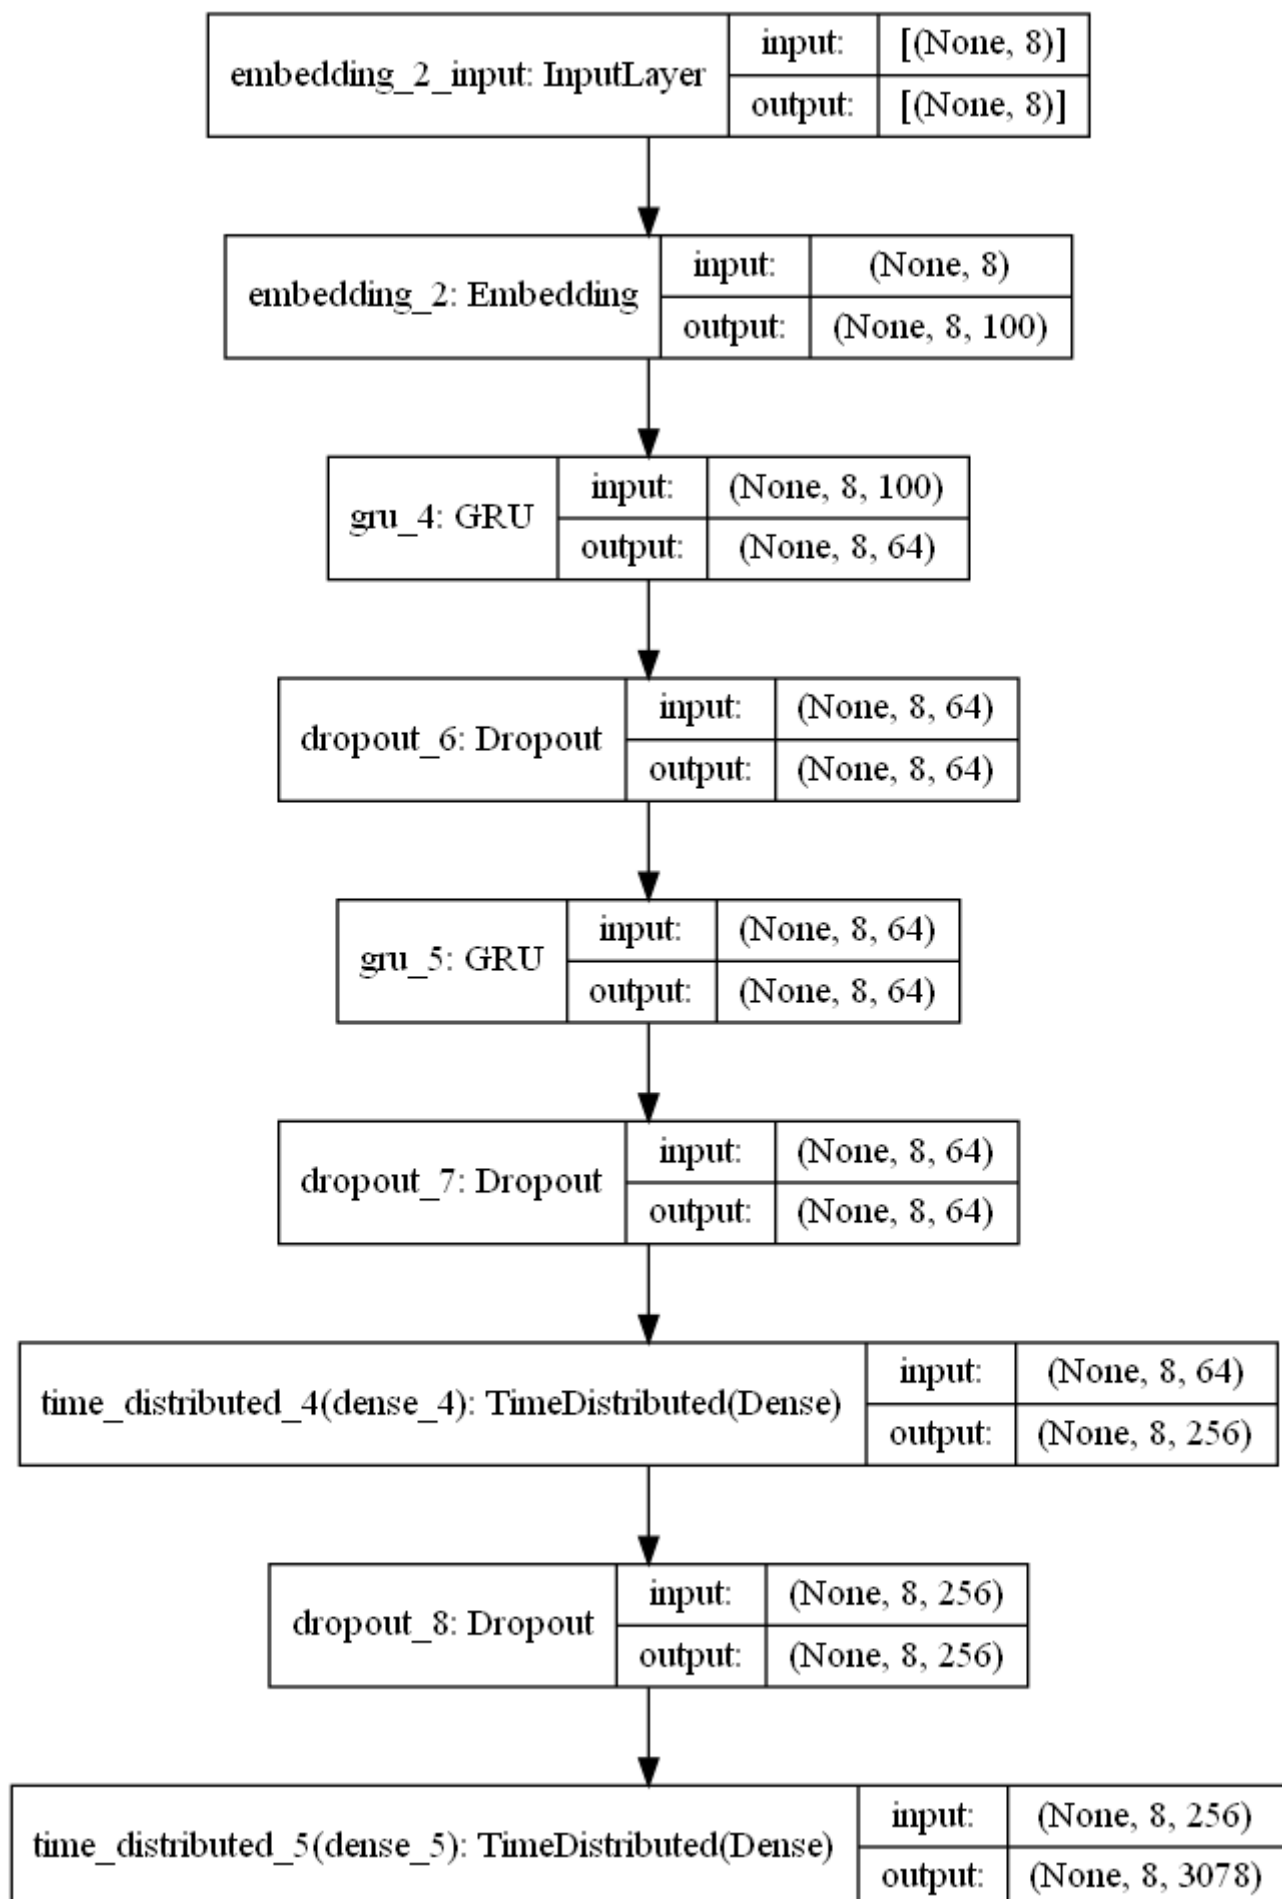 embedding_2_input: InputLayer
input: [(None, 8)]
output: [(None, 8)]
embedding_2: Embedding
input: (None, 8)
output: (None, 8, 100)
gru_4: GRU
input: (None, 8, 100)
output: (None, 8, 64)
dropout_6: Dropout
input: (None, 8, 64)
output: (None, 8, 64)
gru_5: GRU
input: (None, 8, 64)
output: (None, 8, 64)
dropout_7: Dropout
input: (None, 8, 64)
output: (None, 8, 64)
time_distributed_4(dense_4): TimeDistributed(Dense)
input: (None, 8, 64)
output: (None, 8, 256)
dropout_8: Dropout
input: (None, 8, 256)
output: (None, 8, 256)
time_distributed_5(dense_5): TimeDistributed(Dense)
input: (None, 8, 256)
output: (None, 8, 3078)